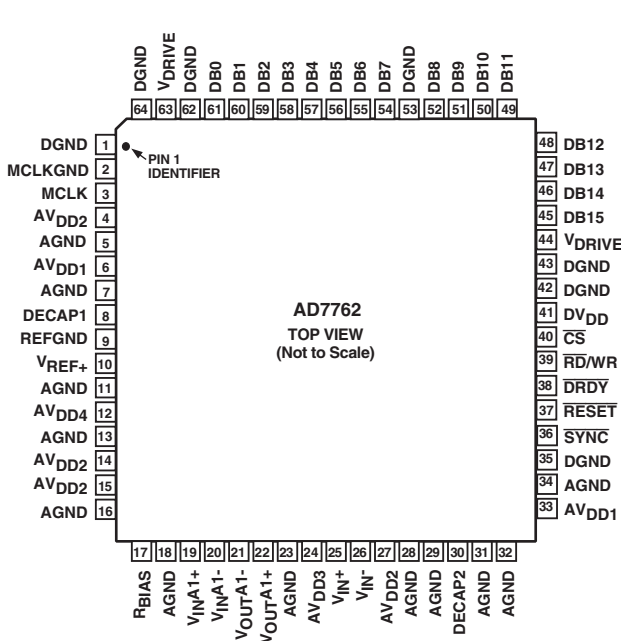 DGND
VDRIVE
DGND
DB0
DB1
DB2
DB3
DB4
DB5
DB6
DB7
DGND
DB8
DB9
DB10
DB11
64 63 62 61 60 59 58 57 56 55 54 53 52 51 50 49
DGND 1
MCLKGND 2
MCLK 3
AVDD2 4
AGND 5
AVDD1 6
AGND 7
DECAP1 8
REFGND 9
VREF+ 10
AGND 11
AVDD4 12
AGND 13
AVDD2 14
AVDD2 15
AGND 16
PIN 1
IDENTIFIER
AD7762
TOP VIEW
(Not to Scale)
48 DB12
47 DB13
46 DB14
45 DB15
44 VDRIVE
43 DGND
42 DGND
41 DVDD
40 CS
39 RD/WR
38 DRDY
37 RESET
36 SYNC
35 DGND
34 AGND
33 AVDD1
17 18 19 20 21 22 23 24 25 26 27 28 29 30 31 32
RBIAS
AGND
VINA1+
VINA1-
VOUTA1-
VOUTA1+
AGND
AVDD3
VIN+
VIN-
AVDD2
AGND
AGND
DECAP2
AGND
AGND